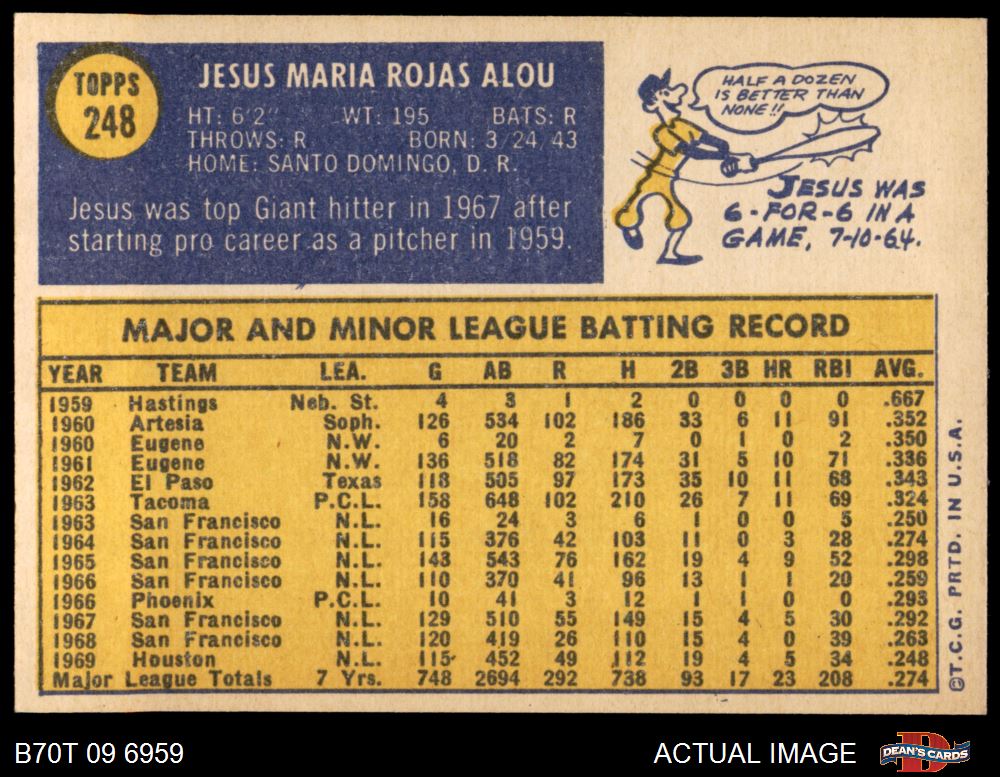 TOPPS
248
JESUS MARIA ROJAS ALOU
HT: 6'2" WT: 195 BATS: R
THROWS: R BORN: 3/24/43
HOME: SANTO DOMINGO, D. R.
Jesus was top Giant hitter in 1967 after
starting pro career as a pitcher in 1959.
HALF A DOZEN
IS BETTER THAN
NONE!!
JESUS WAS
6-FOR-6 IN A
GAME, 7-10-64.
MAJOR AND MINOR LEAGUE BATTING RECORD
YEAR TEAM LEA. G AB R H 2B 3B HR RBI AVG.
1959 Hastings Neb. St. 4 3 1 2 0 0 0 0 .667
1960 Artesia Soph. 126 534 102 186 33 6 11 91 .352
1960 Eugene N.W. 6 20 2 7 0 1 0 2 .350
1961 Eugene N.W. 136 518 82 174 31 5 10 71 .336
1962 El Paso Texas 118 505 97 173 35 10 11 68 .343
1963 Tacoma P.C.L. 158 648 102 210 26 7 11 69 .324
1963 San Francisco N.L. 16 24 3 6 1 0 0 5 .250
1964 San Francisco N.L. 115 376 42 103 11 0 3 28 .274
1965 San Francisco N.L. 143 543 76 162 19 4 9 52 .298
1966 San Francisco N.L. 110 370 41 96 13 1 1 20 .259
1966 Phoenix P.C.L. 10 41 3 12 1 1 0 0 .293
1967 San Francisco N.L. 129 510 55 149 15 4 5 30 .292
1968 San Francisco N.L. 120 419 26 110 15 4 0 39 .263
1969 Houston N.L. 115 452 49 112 19 4 5 34 .248
Major League Totals 7 Yrs. 748 2694 292 738 93 17 23 208 .274
©T.C.G. PRTD. IN U.S.A.
B70T 09 6959
ACTUAL IMAGE
DEAN'S CARDS